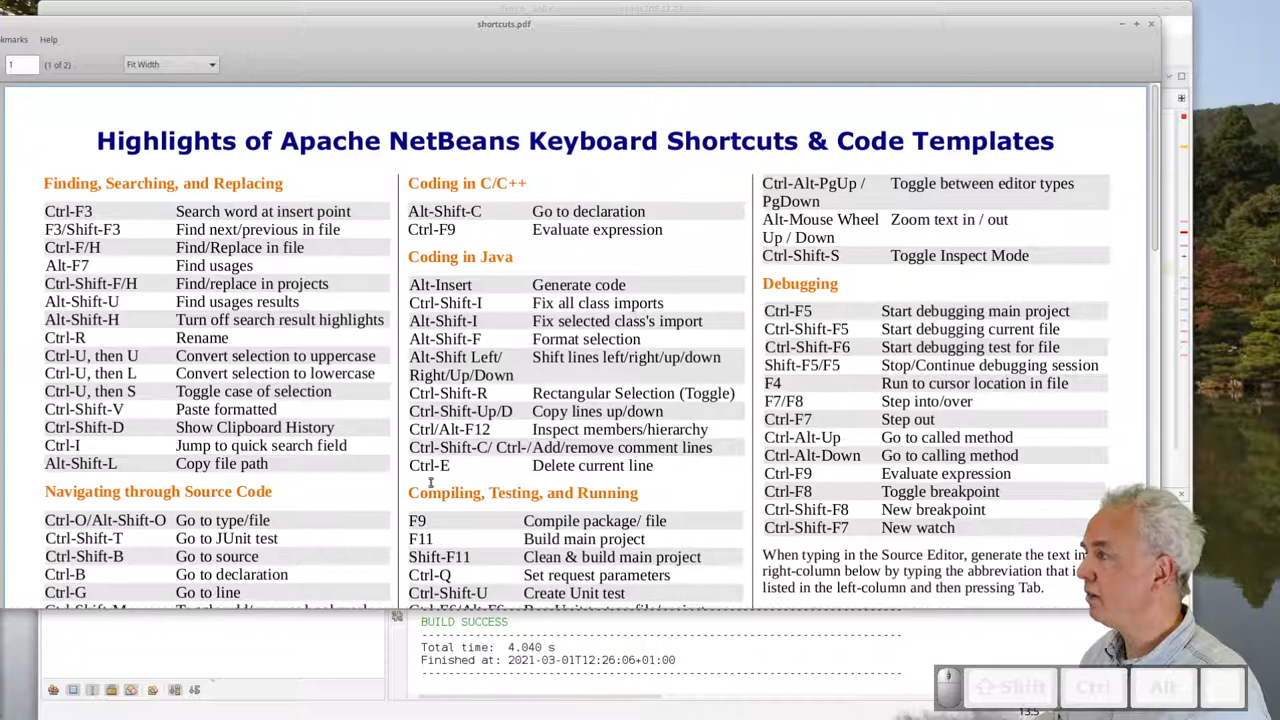 shortcuts.pdf
kmarks Help
1 (1 of 2) Fit Width
Highlights of Apache NetBeans Keyboard Shortcuts & Code Templates
Finding, Searching, and Replacing
Ctrl-F3 Search word at insert point
F3/Shift-F3 Find next/previous in file
Ctrl-F/H Find/Replace in file
Alt-F7 Find usages
Ctrl-Shift-F/H Find/replace in projects
Alt-Shift-U Find usages results
Alt-Shift-H Turn off search result highlights
Ctrl-R Rename
Ctrl-U, then U Convert selection to uppercase
Ctrl-U, then L Convert selection to lowercase
Ctrl-U, then S Toggle case of selection
Ctrl-Shift-V Paste formatted
Ctrl-Shift-D Show Clipboard History
Ctrl-I Jump to quick search field
Alt-Shift-L Copy file path
Navigating through Source Code
Ctrl-O/Alt-Shift-O Go to type/file
Ctrl-Shift-T Go to JUnit test
Ctrl-Shift-B Go to source
Ctrl-B Go to declaration
Ctrl-G Go to line
Coding in C/C++
Alt-Shift-C Go to declaration
Ctrl-F9 Evaluate expression
Coding in Java
Alt-Insert Generate code
Ctrl-Shift-I Fix all class imports
Alt-Shift-I Fix selected class's import
Alt-Shift-F Format selection
Alt-Shift Left/ Shift lines left/right/up/down
Right/Up/Down
Ctrl-Shift-R Rectangular Selection (Toggle)
Ctrl-Shift-Up/D Copy lines up/down
Ctrl/Alt-F12 Inspect members/hierarchy
Ctrl-Shift-C/ Ctrl-/ Add/remove comment lines
Ctrl-E Delete current line
Compiling, Testing, and Running
F9 Compile package/ file
F11 Build main project
Shift-F11 Clean & build main project
Ctrl-Q Set request parameters
Ctrl-Shift-U Create Unit test
Ctrl-Alt-PgUp / Toggle between editor types
PgDown
Alt-Mouse Wheel Zoom text in / out
Up / Down
Ctrl-Shift-S Toggle Inspect Mode
Debugging
Ctrl-F5 Start debugging main project
Ctrl-Shift-F5 Start debugging current file
Ctrl-Shift-F6 Start debugging test for file
Shift-F5/F5 Stop/Continue debugging session
F4 Run to cursor location in file
F7/F8 Step into/over
Ctrl-F7 Step out
Ctrl-Alt-Up Go to called method
Ctrl-Alt-Down Go to calling method
Ctrl-F9 Evaluate expression
Ctrl-F8 Toggle breakpoint
Ctrl-Shift-F8 New breakpoint
Ctrl-Shift-F7 New watch
When typing in the Source Editor, generate the text in
right-column below by typing the abbreviation that i
listed in the left-column and then pressing Tab.
BUILD SUCCESS
Total time: 4.040 s
Finished at: 2021-03-01T12:26:06+01:00
Shift Ctrl Alt